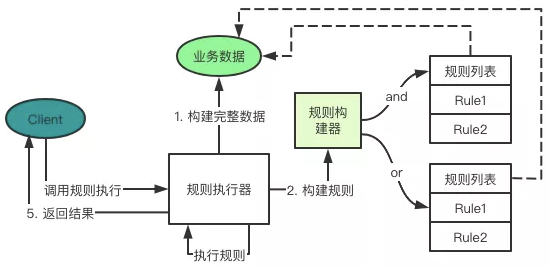 业务数据
规则列表
Rule1
Rule2
and
Client
1. 构建完整数据
规则构
建器
or
调用规则执行
规则执行器
2. 构建规则
规则列表
Rule1
Rule2
5. 返回结果
执行规则